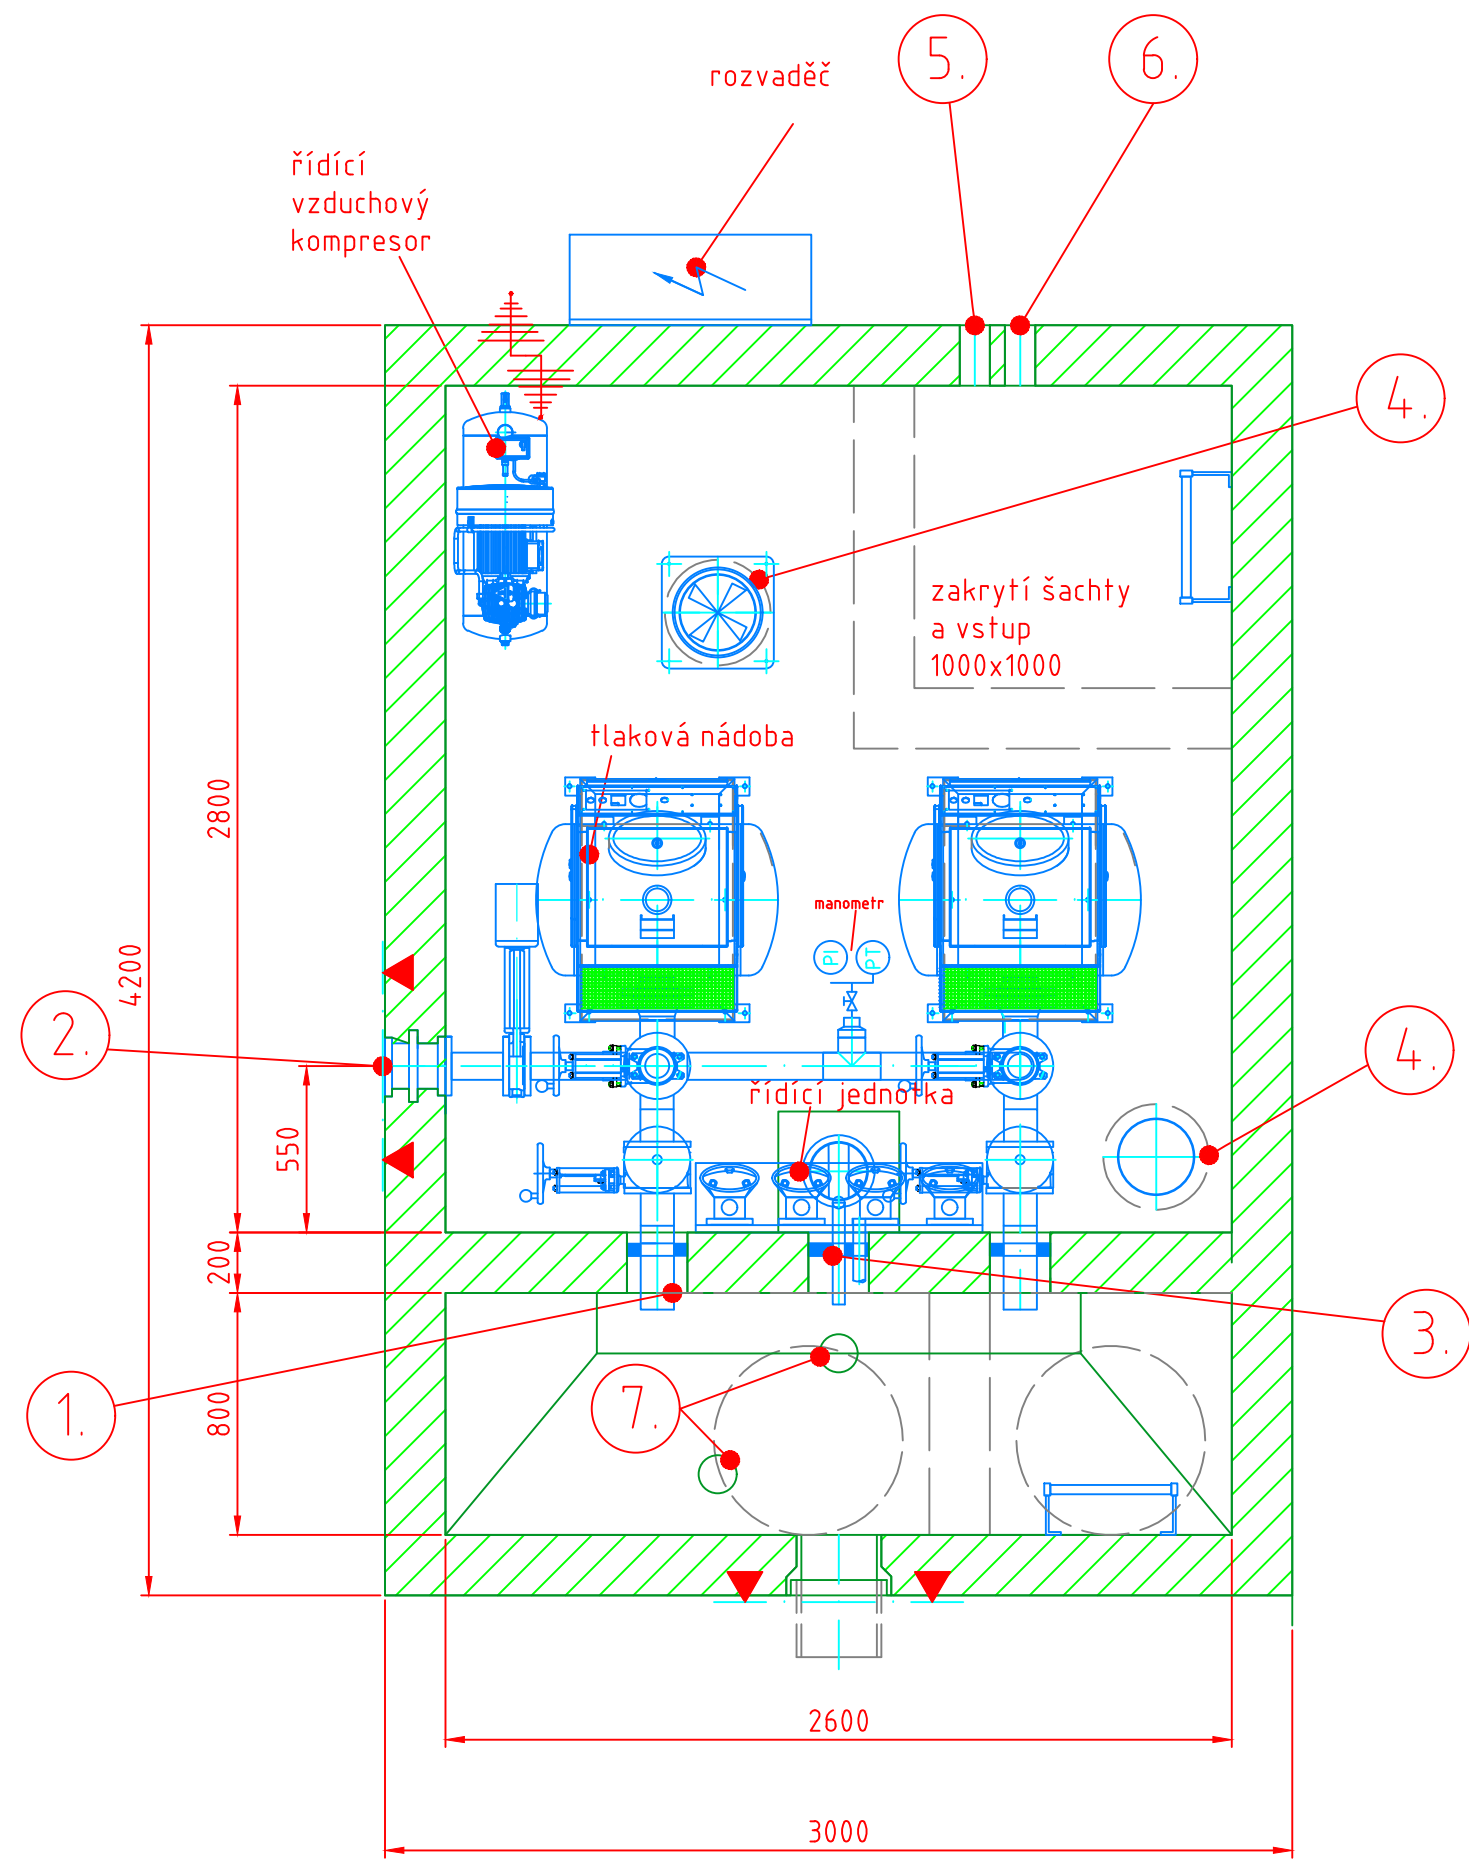 5.
6.
rozvaděč
řídící
vzduchový
kompresor
4.
zakrytí šachty
a vstup
1000x1000
tlaková nádoba
2800
4200
manometr
PI
PT
2.
4.
řídící jednotka
550
200
3.
1.
7.
800
2600
3000